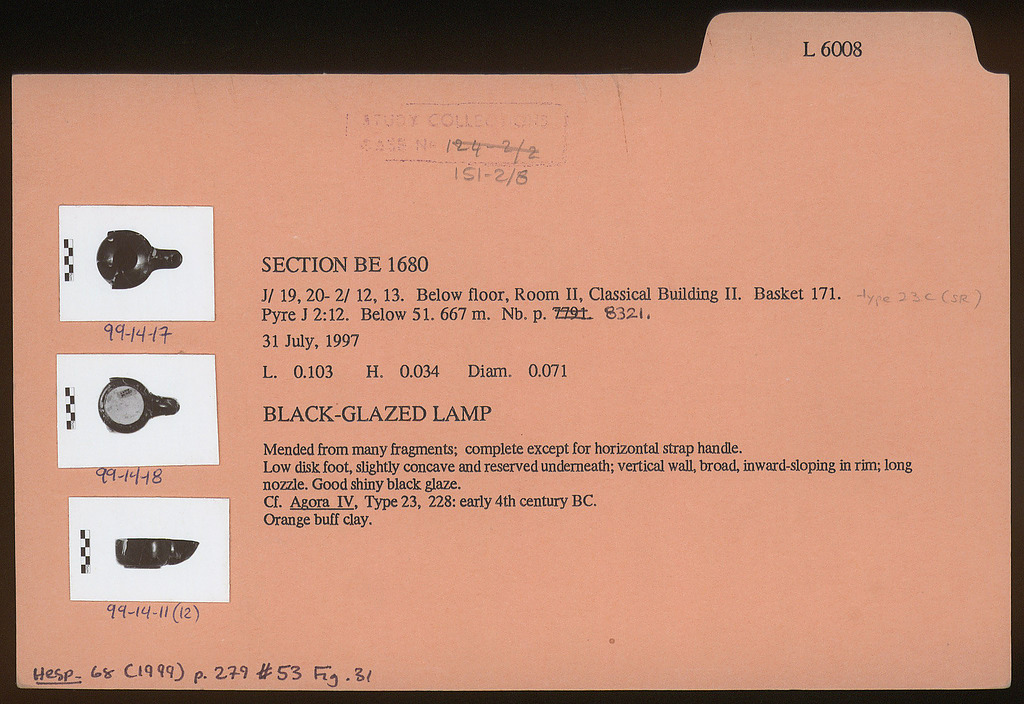 L 6008
STUDY COLLECTIONS
CASE No 124-2/2
151-2/8
SECTION BE 1680
J/ 19, 20- 2/ 12, 13. Below floor, Room II, Classical Building II. Basket 171. type 23C (SR)
Pyre J 2:12. Below 51. 667 m. Nb. p. 7791 8321.
31 July, 1997
L. 0.103 H. 0.034 Diam. 0.071
BLACK-GLAZED LAMP
Mended from many fragments; complete except for horizontal strap handle.
Low disk foot, slightly concave and reserved underneath; vertical wall, broad, inward-sloping in rim; long
nozzle. Good shiny black glaze.
Cf. Agora IV, Type 23, 228: early 4th century BC.
Orange buff clay.
99-14-17
99-14-18
99-14-11(12)
Hesp. 68 (1999) p. 279 #53 Fig. 31